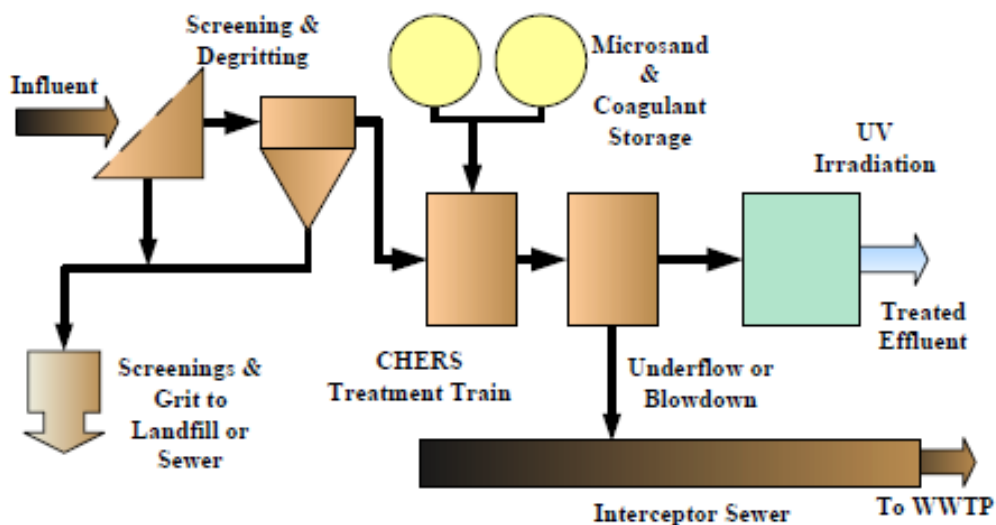 Screening &
Degritting
Influent
Microsand
&
Coagulant
Storage
UV
Irradiation
Treated
Effluent
CHERS
Treatment Train
Underflow or
Blowdown
Screenings &
Grit to
Landfill or
Sewer
Interceptor Sewer
To WWTP